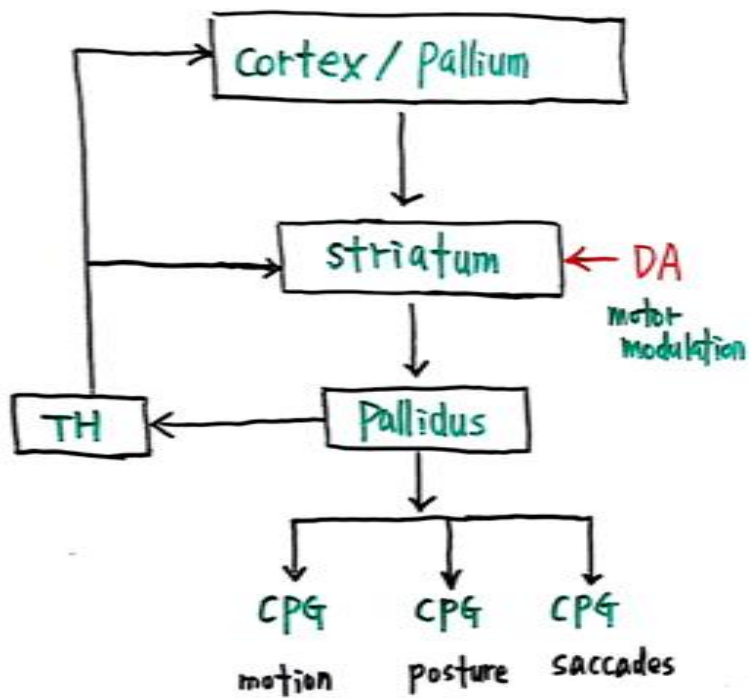 cortex / pallium
striatum
DA
motor
modulation
TH
Pallidus
CPG
CPG
CPG
motion
posture
saccades